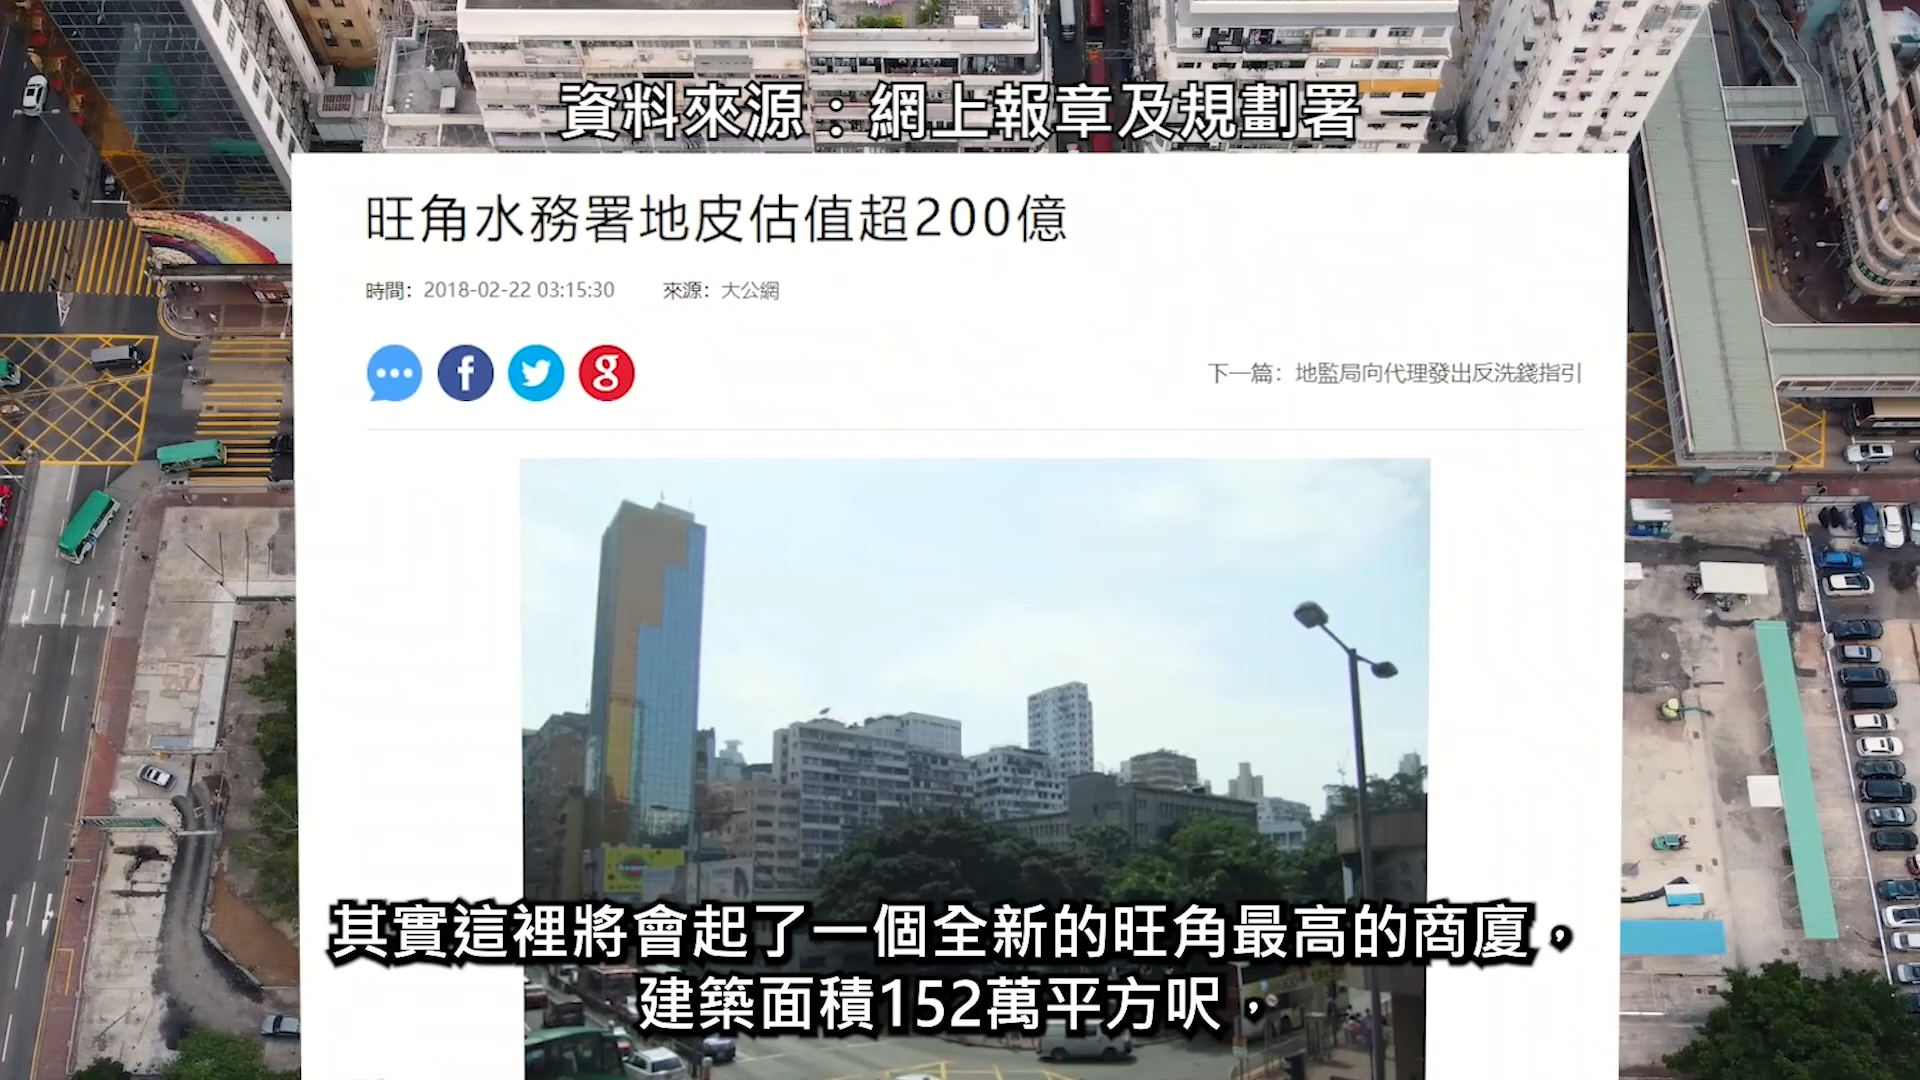 資料來源：網上報章及規劃署
旺角水務署地皮估值超200億
時間：2018-02-22 03:15:30 來源：大公網
下一篇：地監局向代理發出反洗錢指引
其實這裡將會起了一個全新的旺角最高的商廈，
建築面積152萬平方呎，